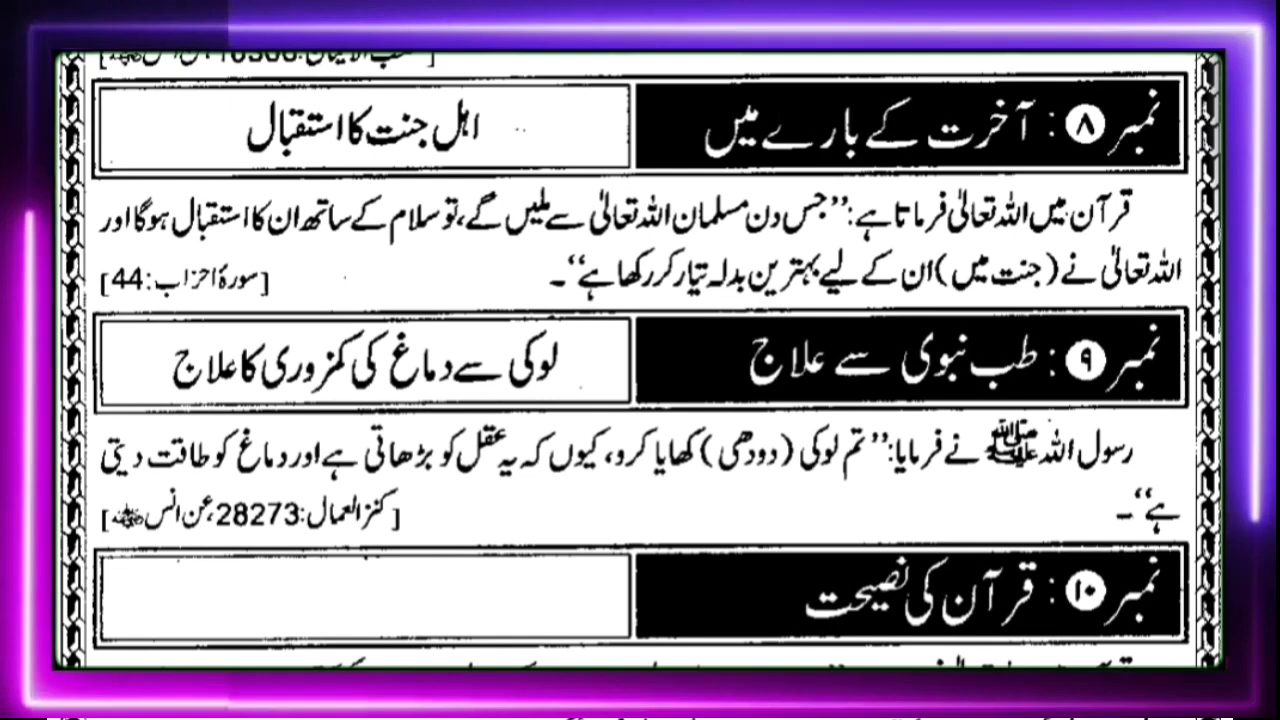 نمبر ⑧ : آخرت کے بارے میں
اہل جنت کا استقبال
قرآن میں اللہ تعالیٰ فرماتا ہے: ’’جس دن مسلمان اللہ تعالیٰ سے ملیں گے، تو سلام کے ساتھ ان کا استقبال ہوگا اور
اللہ تعالیٰ نے (جنت میں) ان کے لیے بہترین بدلہ تیار کر رکھا ہے‘‘۔ [سورۂ احزاب: 44]
نمبر ⑨ : طب نبوی سے علاج
لوکی سے دماغ کی کمزوری کا علاج
رسول اللہ ﷺ نے فرمایا: ’’تم لوکی (دودھی) کھایا کرو، کیوں کہ یہ عقل کو بڑھاتی ہے اور دماغ کو طاقت دیتی
ہے‘‘۔ [کنز العمال: 28273، عن انس ؓ]
نمبر ⑩ : قرآن کی نصیحت